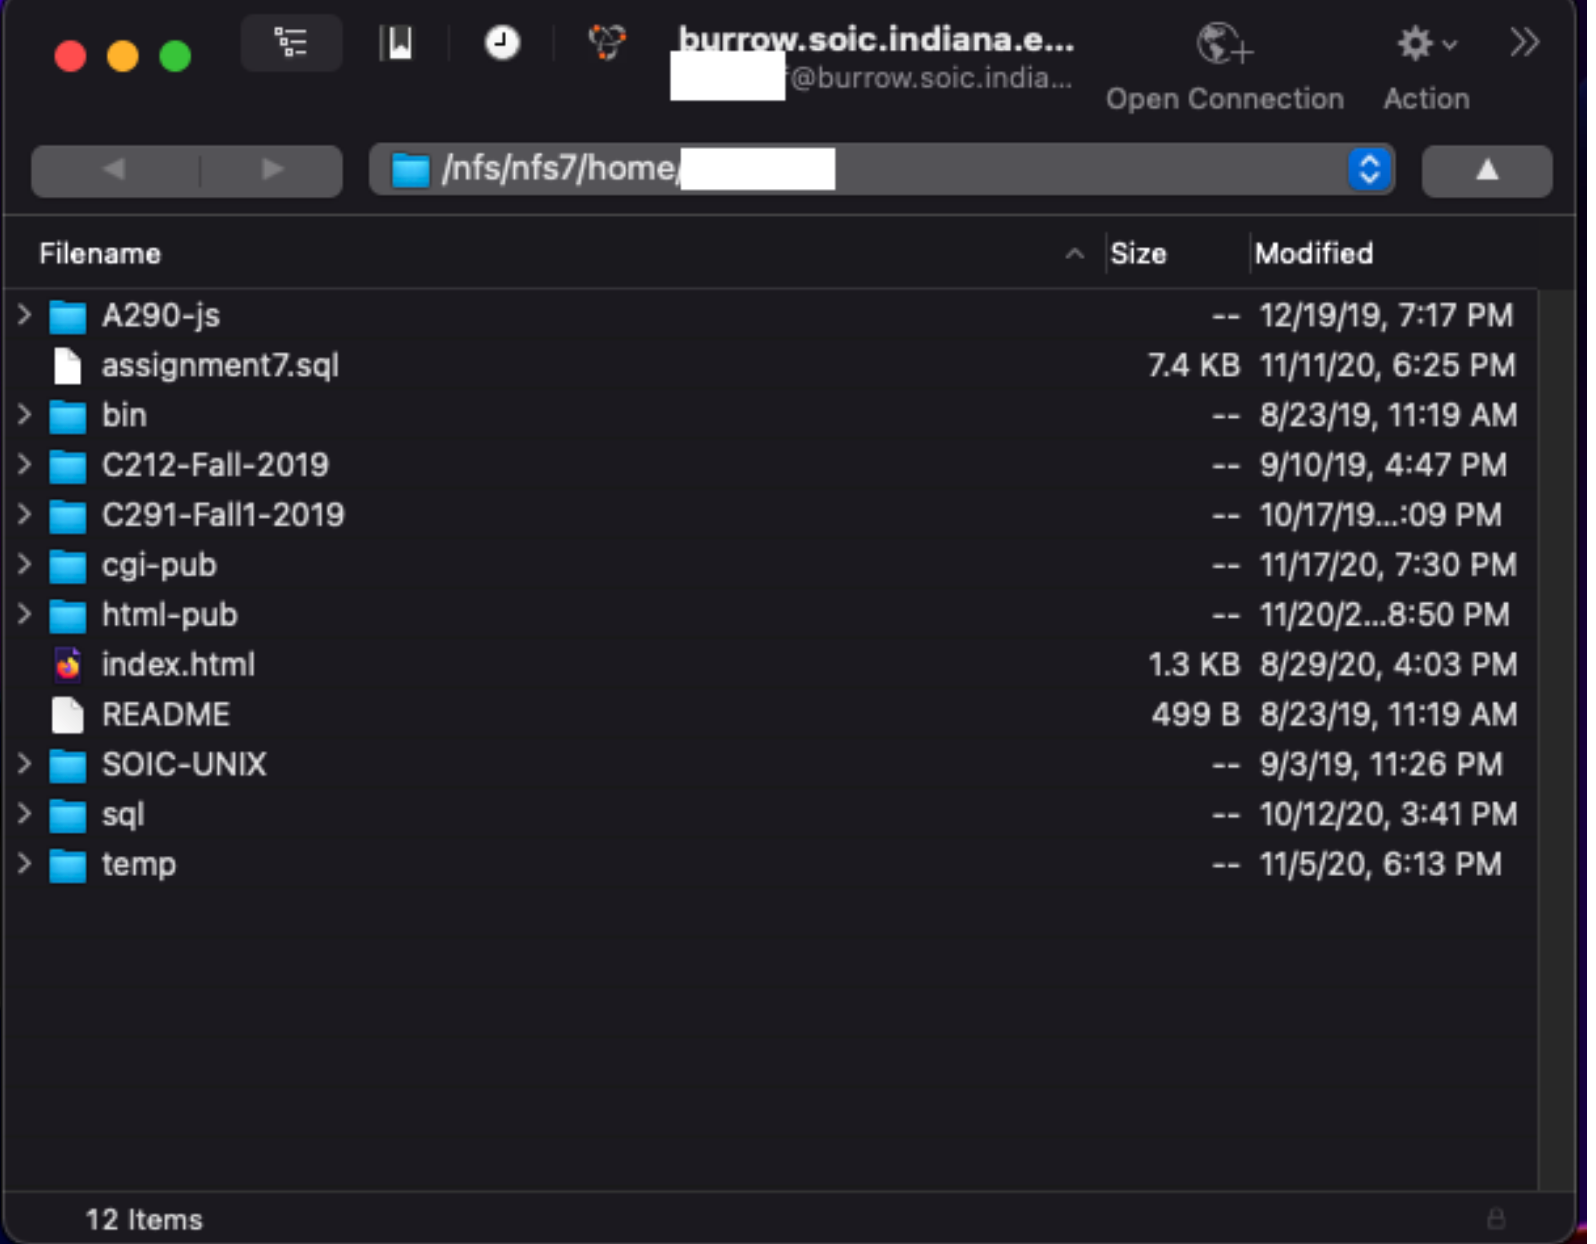 burrow.soic.indiana.e...
@burrow.soic.india...
Open Connection
Action
/nfs/nfs7/home/
Filename Size Modified
A290-js -- 12/19/19, 7:17 PM
assignment7.sql 7.4 KB 11/11/20, 6:25 PM
bin -- 8/23/19, 11:19 AM
C212-Fall-2019 -- 9/10/19, 4:47 PM
C291-Fall1-2019 -- 10/17/19...:09 PM
cgi-pub -- 11/17/20, 7:30 PM
html-pub -- 11/20/2...8:50 PM
index.html 1.3 KB 8/29/20, 4:03 PM
README 499 B 8/23/19, 11:19 AM
SOIC-UNIX -- 9/3/19, 11:26 PM
sql -- 10/12/20, 3:41 PM
temp -- 11/5/20, 6:13 PM
12 Items